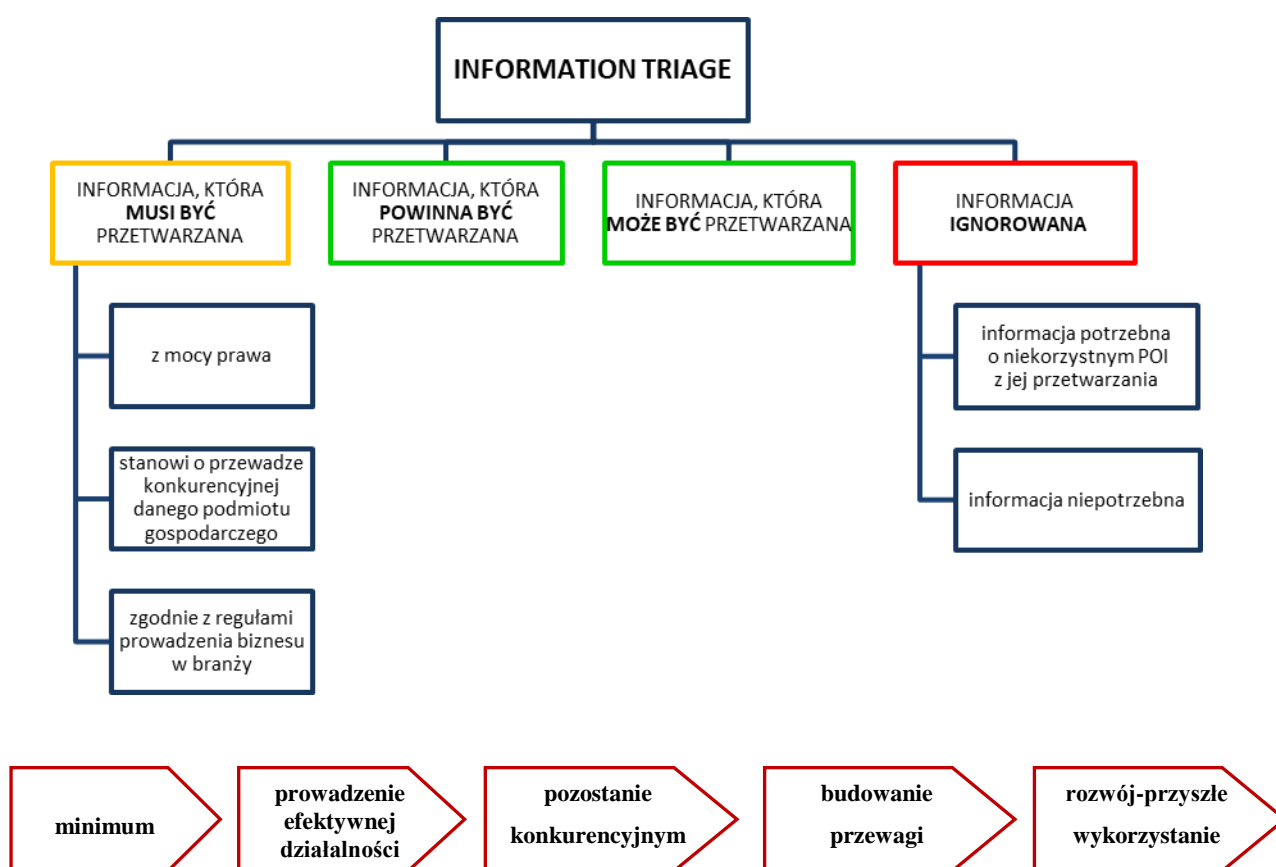 INFORMATION TRIAGE
INFORMACJA, KTÓRA
MUSI BYĆ
PRZETWARZANA
INFORMACJA, KTÓRA
POWINNA BYĆ
PRZETWARZANA
INFORMACJA, KTÓRA
MOŻE BYĆ PRZETWARZANA
INFORMACJA
IGNOROWANA
z mocy prawa
stanowi o przewadze
konkurencyjnej
danego podmiotu
gospodarczego
zgodnie z regułami
prowadzenia biznesu
w branży
informacja potrzebna
o niekorzystnym POI
z jej przetwarzania
informacja niepotrzebna
minimum
prowadzenie
efektywnej
działalności
pozostanie
konkurencyjnym
budowanie
przewagi
rozwój-przyszłe
wykorzystanie